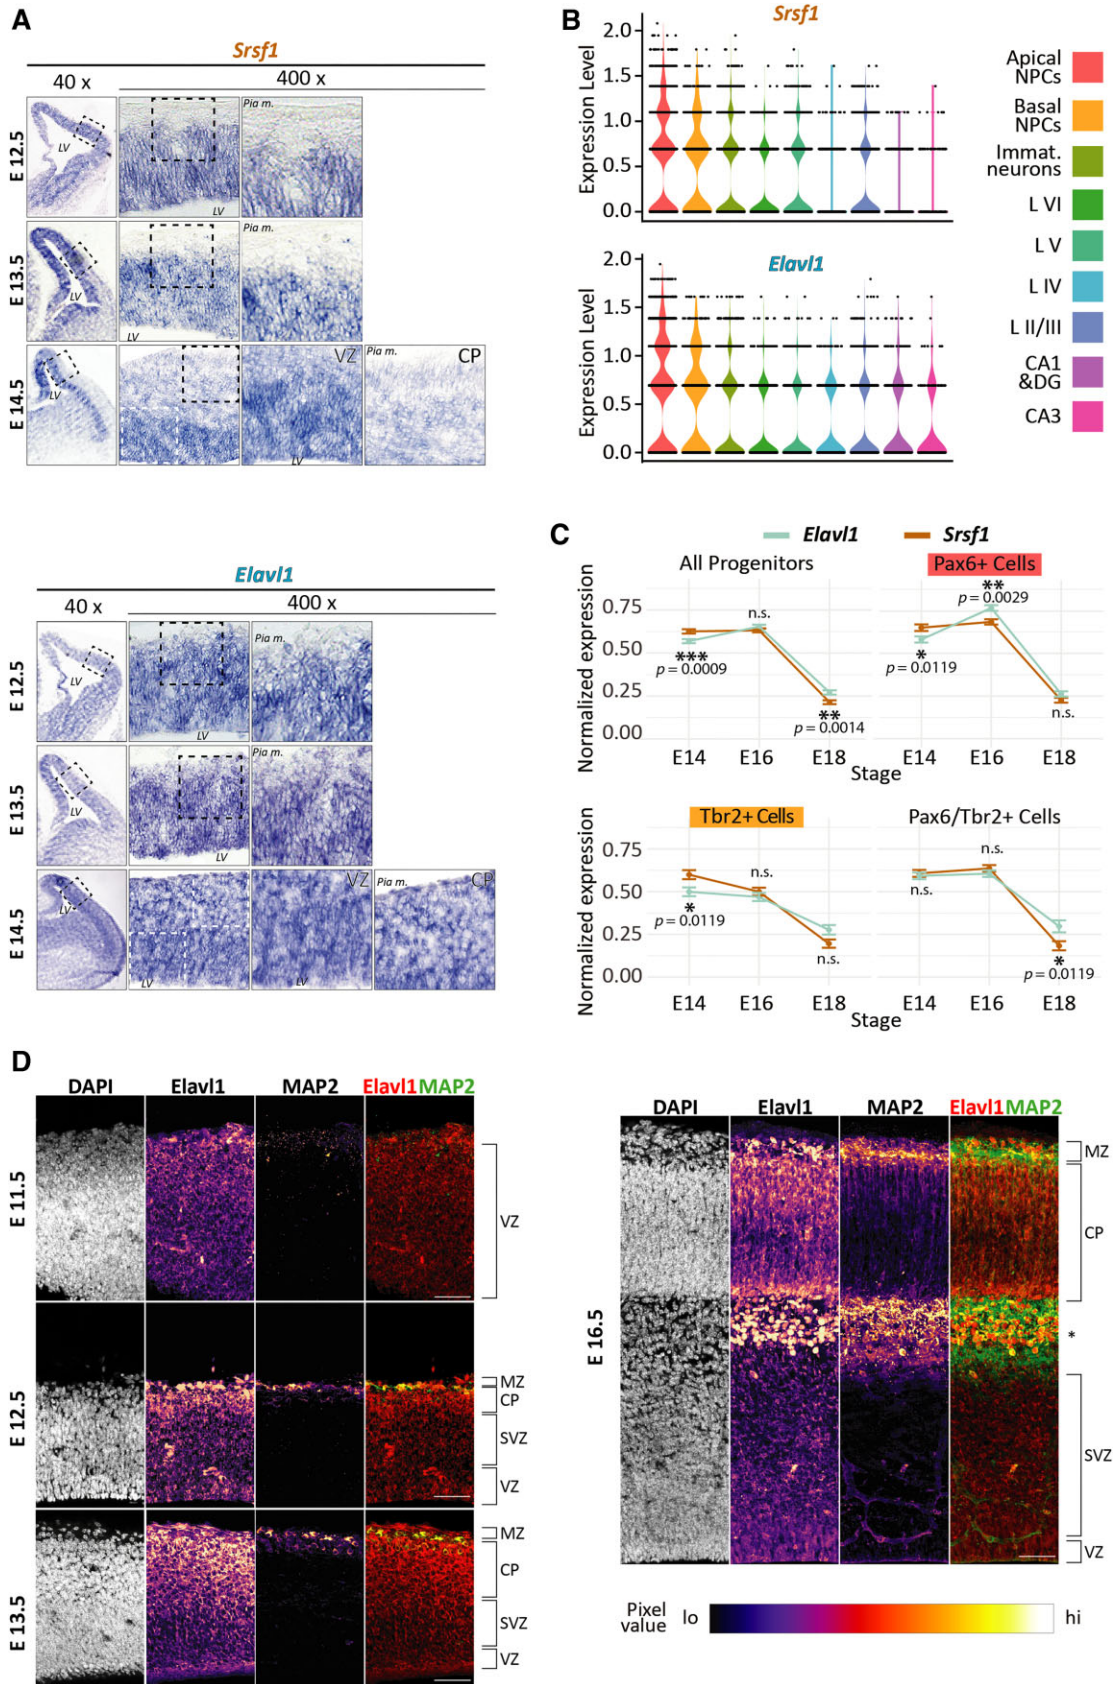 A
Srsf1
40 x
400 x
E 12.5
LV
LV
Pia m.
E 13.5
LV
LV
Pia m.
E 14.5
LV
VZ
LV
Pia m.
CP
Elavl1
40 x
400 x
E 12.5
LV
LV
Pia m.
E 13.5
LV
LV
Pia m.
E 14.5
LV
LV
VZ
LV
Pia m.
CP
B
Srsf1
Expression Level
2.0
1.5
1.0
0.5
0.0
Elavl1
Expression Level
2.0
1.5
1.0
0.5
0.0
Apical
NPCs
Basal
NPCs
Immat.
neurons
L VI
L V
L IV
L II/III
CA1
&DG
CA3
C
Elavl1
Srsf1
All Progenitors
Normalized expression
0.75
0.50
0.25
0.00
***
p = 0.0009
n.s.
**
p = 0.0014
E14 E16 E18
Pax6+ Cells
*
p = 0.0119
**
p = 0.0029
n.s.
E14 E16 E18
Stage
Tbr2+ Cells
Normalized expression
0.75
0.50
0.25
0.00
*
p = 0.0119
n.s.
n.s.
E14 E16 E18
Pax6/Tbr2+ Cells
n.s.
n.s.
*
p = 0.0119
E14 E16 E18
Stage
D
DAPI Elavl1 MAP2 Elavl1 MAP2
E 11.5
VZ
E 12.5
MZ
CP
SVZ
VZ
E 13.5
MZ
CP
SVZ
VZ
DAPI Elavl1 MAP2 Elavl1 MAP2
E 16.5
MZ
CP
*
SVZ
VZ
Pixel
value
lo
hi